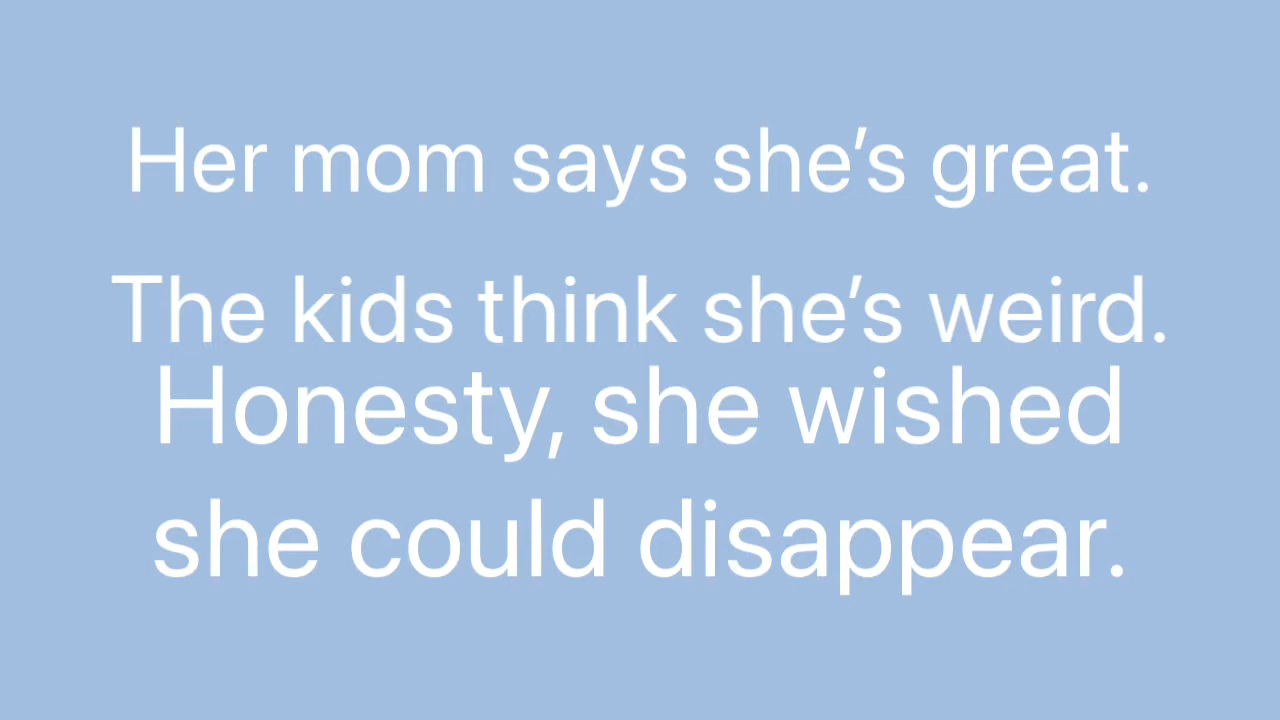 Her mom says she’s great.
The kids think she’s weird.
Honesty, she wished
she could disappear.